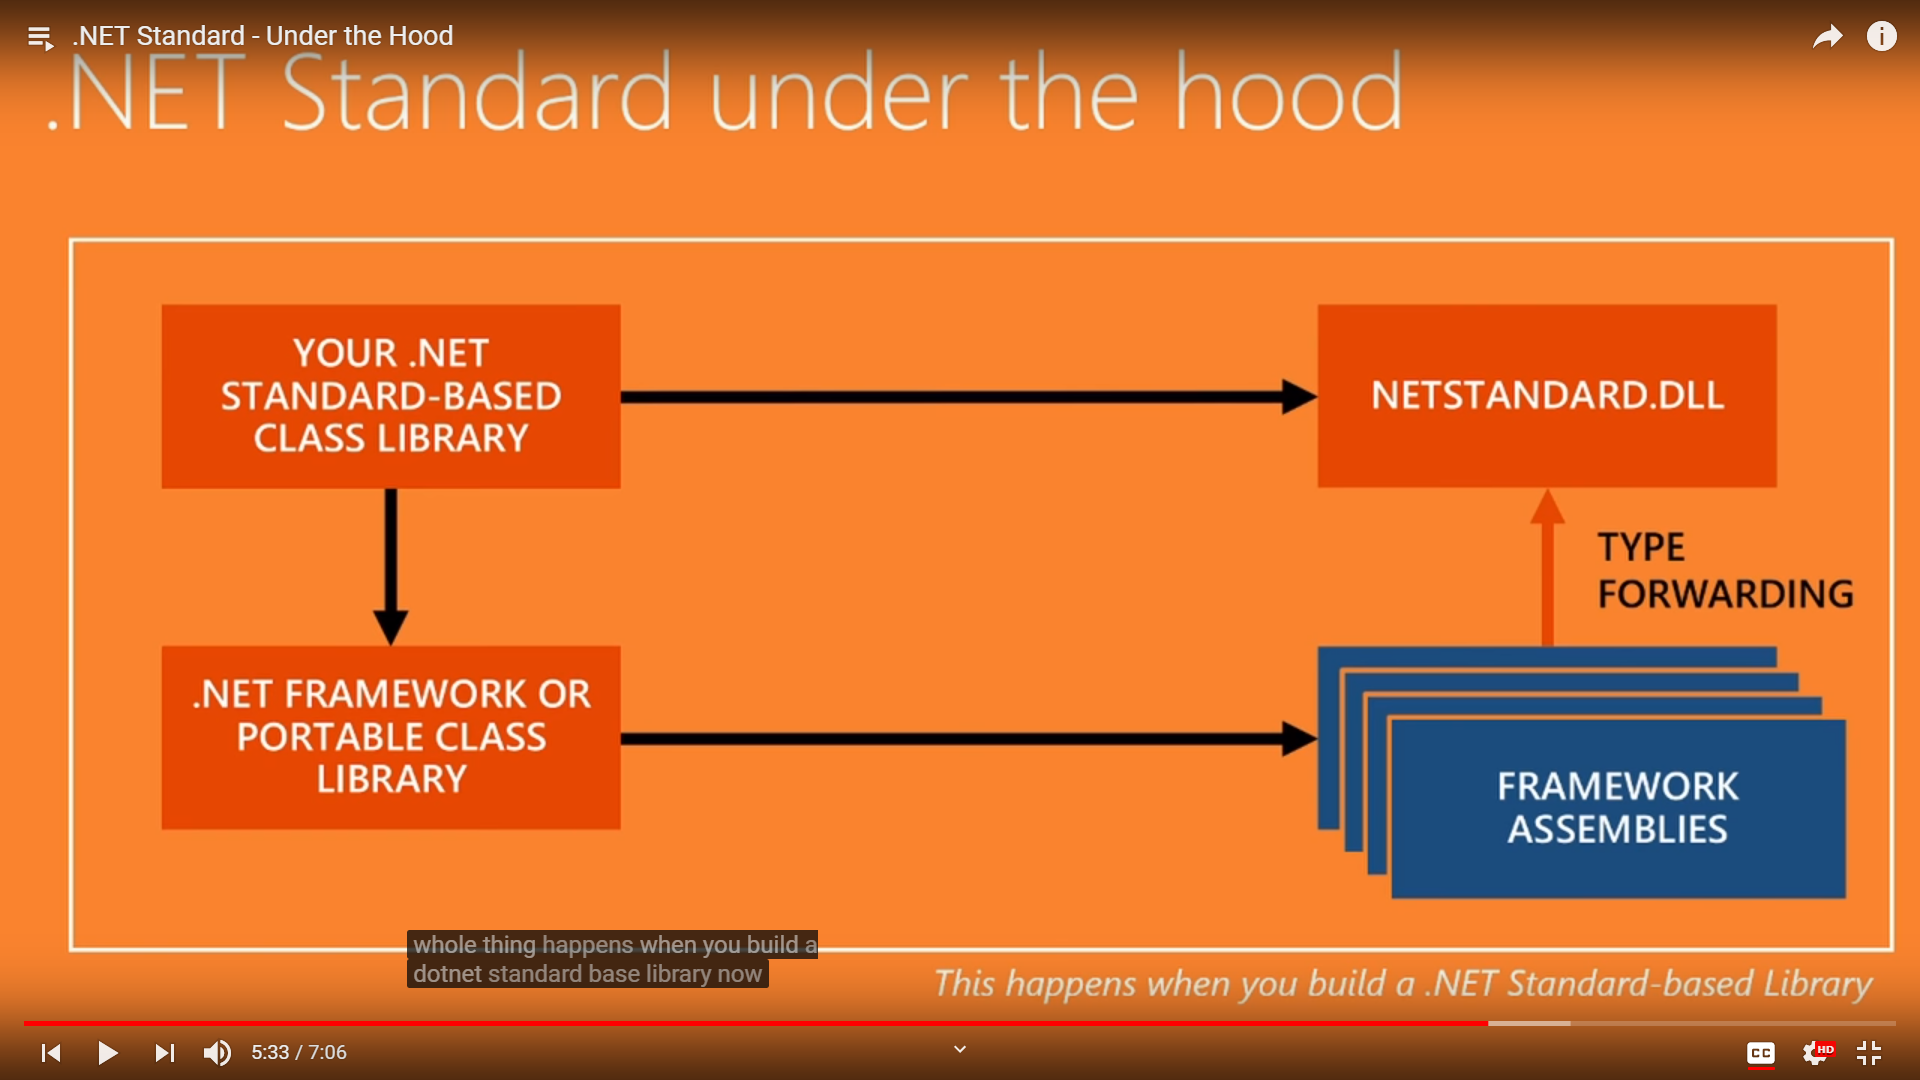 .NET Standard - Under the Hood
.NET Standard under the hood
YOUR .NET
STANDARD-BASED
CLASS LIBRARY
NETSTANDARD.DLL
TYPE
FORWARDING
.NET FRAMEWORK OR
PORTABLE CLASS
LIBRARY
FRAMEWORK
ASSEMBLIES
whole thing happens when you build a
dotnet standard base library now
This happens when you build a .NET Standard-based Library
5:33 / 7:06
CC
HD